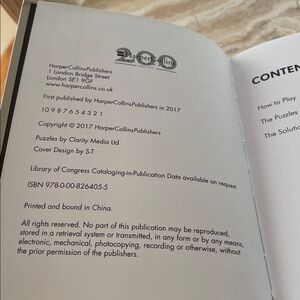 200
HarperCollins
HarperCollinsPublishers
1 London Bridge Street
London SE1 9GF
www.harpercollins.co.uk
First published by HarperCollinsPublishers in 2017
10 9 8 7 6 5 4 3 2 1
Copyright © 2017 HarperCollinsPublishers
Puzzles by Clarity Media Ltd
Cover Design by S-T
Library of Congress Cataloging-in-Publication Data available on request.
ISBN 978-0-00-826405-5
Printed and bound in China.
All rights reserved. No part of this publication may be reproduced,
stored in a retrieval system or transmitted, in any form or by any means,
electronic, mechanical, photocopying, recording or otherwise, without
the prior permission of the publishers.
CONTEN
How to Play
The Puzzles
The Solutio